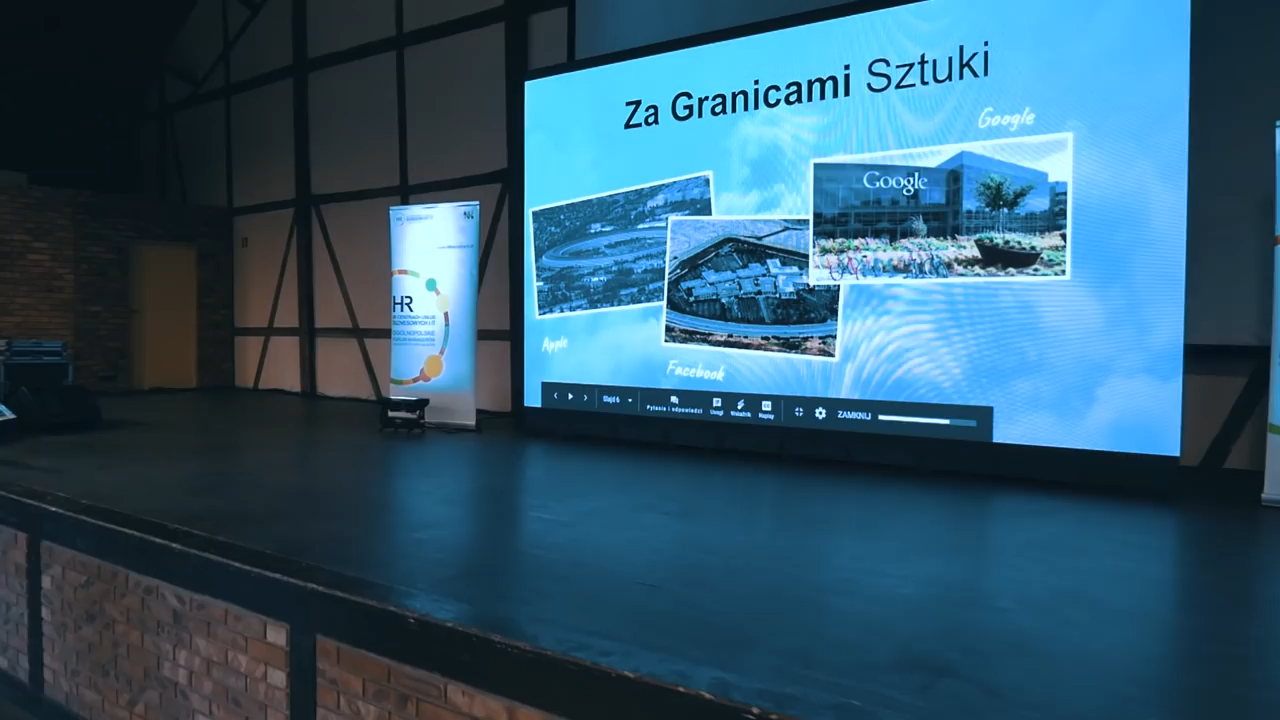 Za Granicami Sztuki
Google
Google
Apple
Facebook
Slajd 6
Pytania i odpowiedzi
Uwagi
Wskaźnik
Napisy
ZAMKNIJ
HR